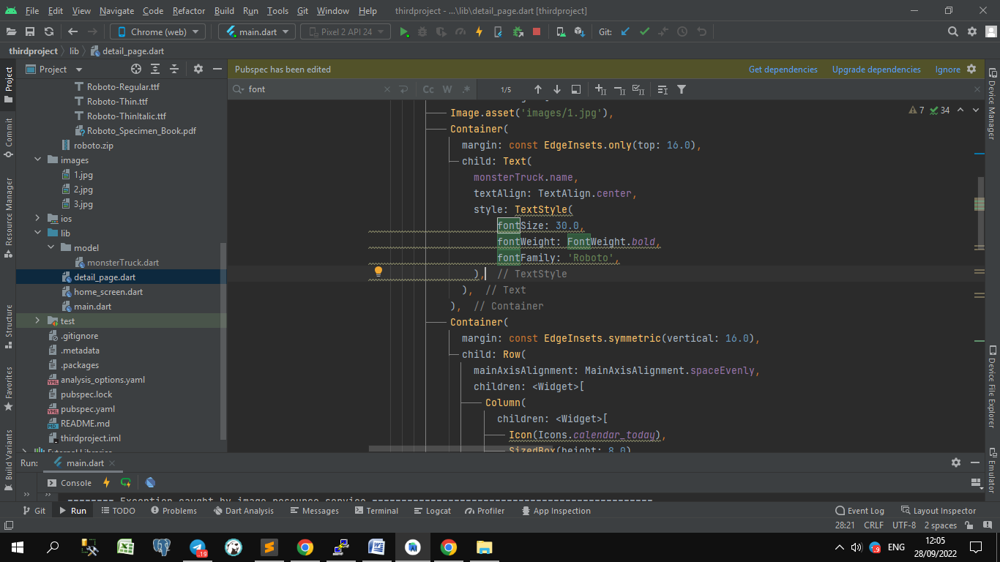 File Edit View Navigate Code Refactor Build Run Tools Git Window Help thirdproject - ...\lib\detail_page.dart [thirdproject]
Chrome (web) main.dart Pixel 2 API 24 Git:
thirdproject lib detail_page.dart
Project
Pubspec has been edited Get dependencies Upgrade dependencies Ignore
font Cc W .* 1/5
Roboto-Regular.ttf
Roboto-Thin.ttf
Roboto-ThinItalic.ttf
Roboto_Specimen_Book.pdf
roboto.zip
images
1.jpg
2.jpg
3.jpg
ios
lib
model
monsterTruck.dart
detail_page.dart
home_screen.dart
main.dart
test
.gitignore
.metadata
.packages
analysis_options.yaml
pubspec.lock
pubspec.yaml
README.md
thirdproject.iml
External Libraries
Project
Commit
Resource Manager
Structure
Favorites
Build Variants
7 34
Image.asset('images/1.jpg'),
Container(
margin: const EdgeInsets.only(top: 16.0),
child: Text(
monsterTruck.name,
textAlign: TextAlign.center,
style: TextStyle(
fontSize: 30.0,
fontWeight: FontWeight.bold,
fontFamily: 'Roboto',
), // TextStyle
), // Text
), // Container
Container(
margin: const EdgeInsets.symmetric(vertical: 16.0),
child: Row(
mainAxisAlignment: MainAxisAlignment.spaceEvenly,
children: <Widget>[
Column(
children: <Widget>[
Icon(Icons.calendar_today),
SizedBox(height: 8.0)
Device Manager
Device File Explorer
Emulator
Run: main.dart
Console
======== Exception caught by image resource service ================================================
Git Run TODO Problems Dart Analysis Messages Terminal Logcat Profiler App Inspection Event Log Layout Inspector
28:21 CRLF UTF-8 2 spaces
ENG 12:05
28/09/2022